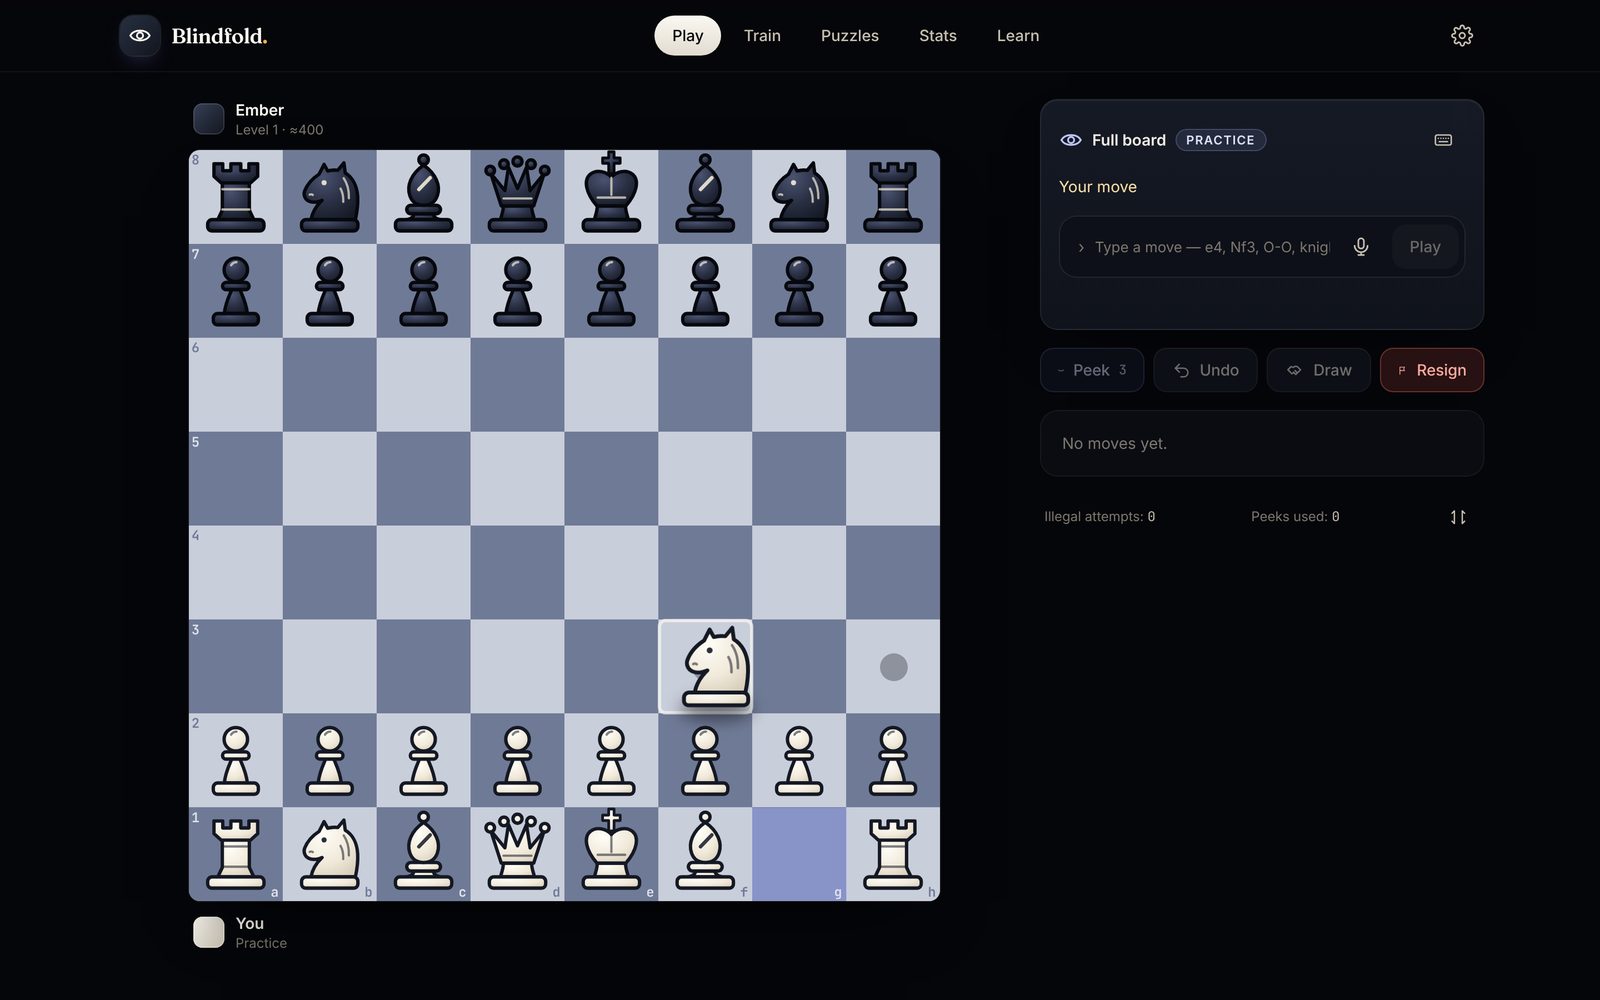 Blindfold.
Play
Train
Puzzles
Stats
Learn
Ember
Level 1 · ≈400
8
7
6
5
4
3
2
1
a
b
c
d
e
f
g
h
You
Practice
Full board
PRACTICE
Your move
› Type a move — e4, Nf3, O-O, knig
Play
Peek 3
Undo
Draw
Resign
No moves yet.
Illegal attempts: 0
Peeks used: 0